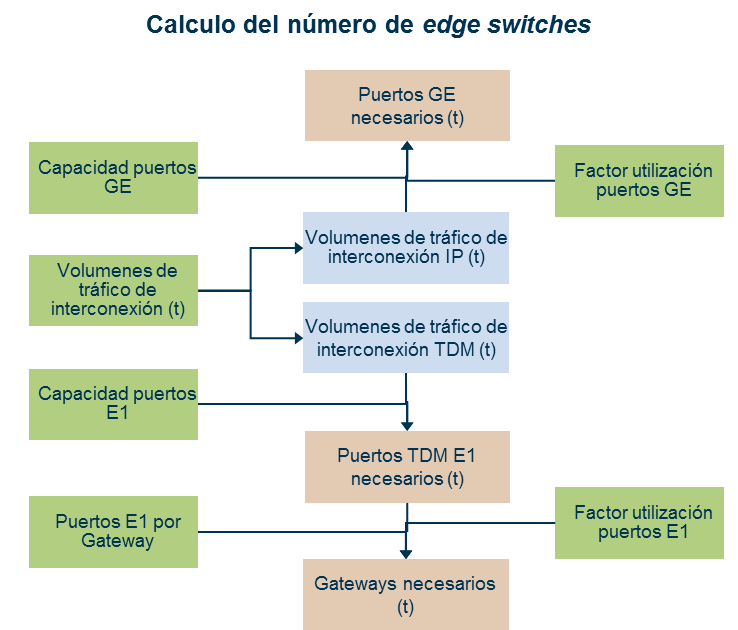 Calculo del número de edge switches
Puertos GE
necesarios (t)
Capacidad puertos
GE
Factor utilización
puertos GE
Volumenes de tráfico de
interconexión IP (t)
Volumenes de
tráfico de
interconexión (t)
Volumenes de tráfico de
interconexión TDM (t)
Capacidad puertos
E1
Puertos TDM E1
necesarios (t)
Puertos E1 por
Gateway
Factor utilización
puertos E1
Gateways necesarios
(t)